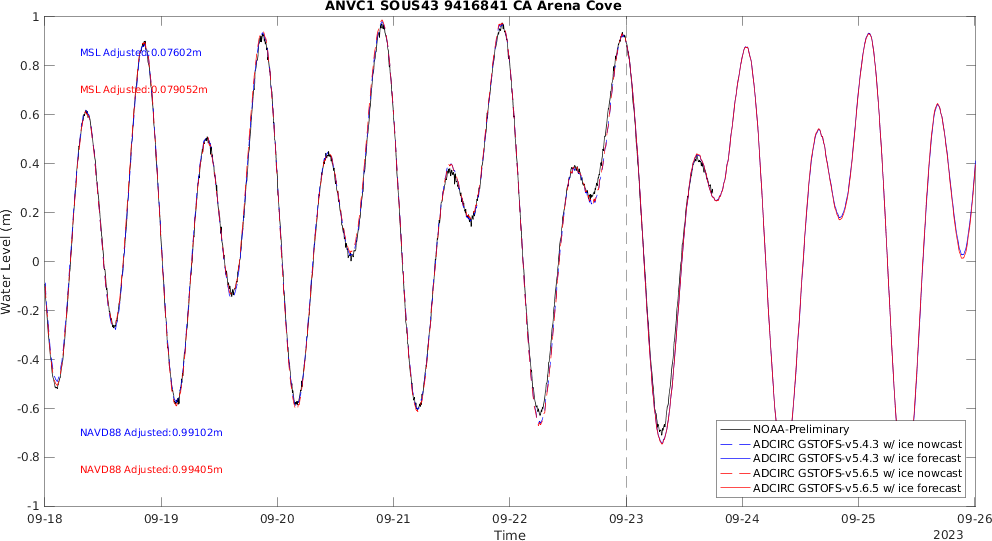 ANVC1 SOUS43 9416841 CA Arena Cove
1
0.8
0.6
0.4
0.2
0
-0.2
-0.4
-0.6
-0.8
-1
Water Level (m)
MSL Adjusted:0.07602m
MSL Adjusted:0.079052m
NAVD88 Adjusted:0.99102m
NAVD88 Adjusted:0.99405m
NOAA-Preliminary
ADCIRC GSTOFS-v5.4.3 w/ ice nowcast
ADCIRC GSTOFS-v5.4.3 w/ ice forecast
ADCIRC GSTOFS-v5.6.5 w/ ice nowcast
ADCIRC GSTOFS-v5.6.5 w/ ice forecast
09-18 09-19 09-20 09-21 09-22 09-23 09-24 09-25 09-26
Time
2023